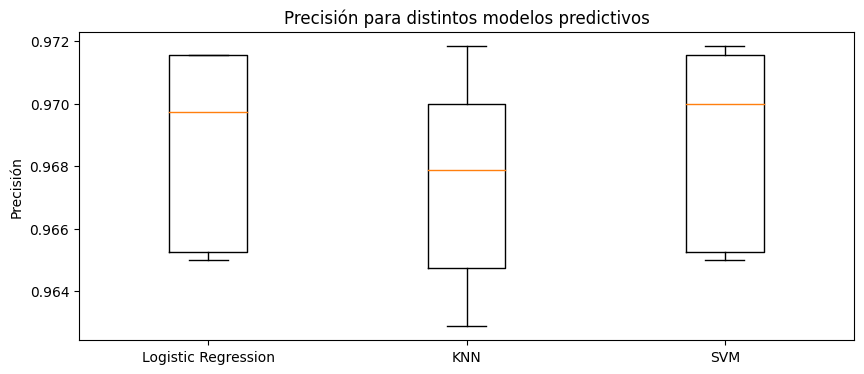 Precisión para distintos modelos predictivos
Precisión
0.972
0.970
0.968
0.966
0.964
Logistic Regression
KNN
SVM